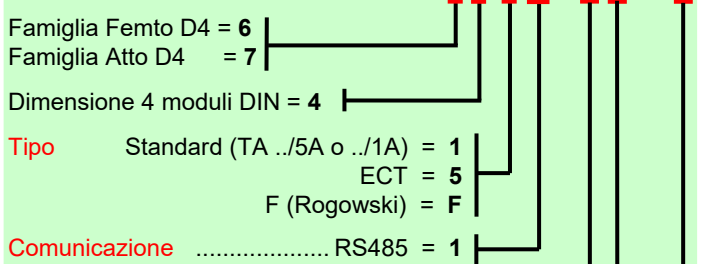 Famiglia Femto D4 = 6
Famiglia Atto D4 = 7
Dimensione 4 moduli DIN = 4
Tipo Standard (TA ../5A o ../1A) = 1
ECT = 5
F (Rogowski) = F
Comunicazione ................... RS485 = 1